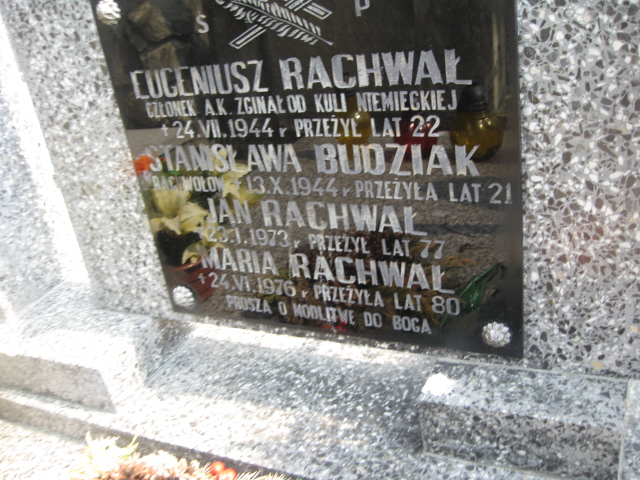 S P
EUGENIUSZ RACHWAŁ
CZŁONEK A.K. ZGINĄŁ OD KULI NIEMIECKIEJ
+ 24.VII.1944 r PRZEŻYŁ LAT 22
STANISŁAWA BUDZIAK
13.X.1944 r PRZEŻYŁA LAT 21
JAN RACHWAŁ
23.1.1973 r PRZEŻYŁ LAT 77
MARIA RACHWAŁ
+ 24.VI.1976 r PRZEŻYŁA LAT 80
PROSZĄ O MODLITWĘ DO BOGA